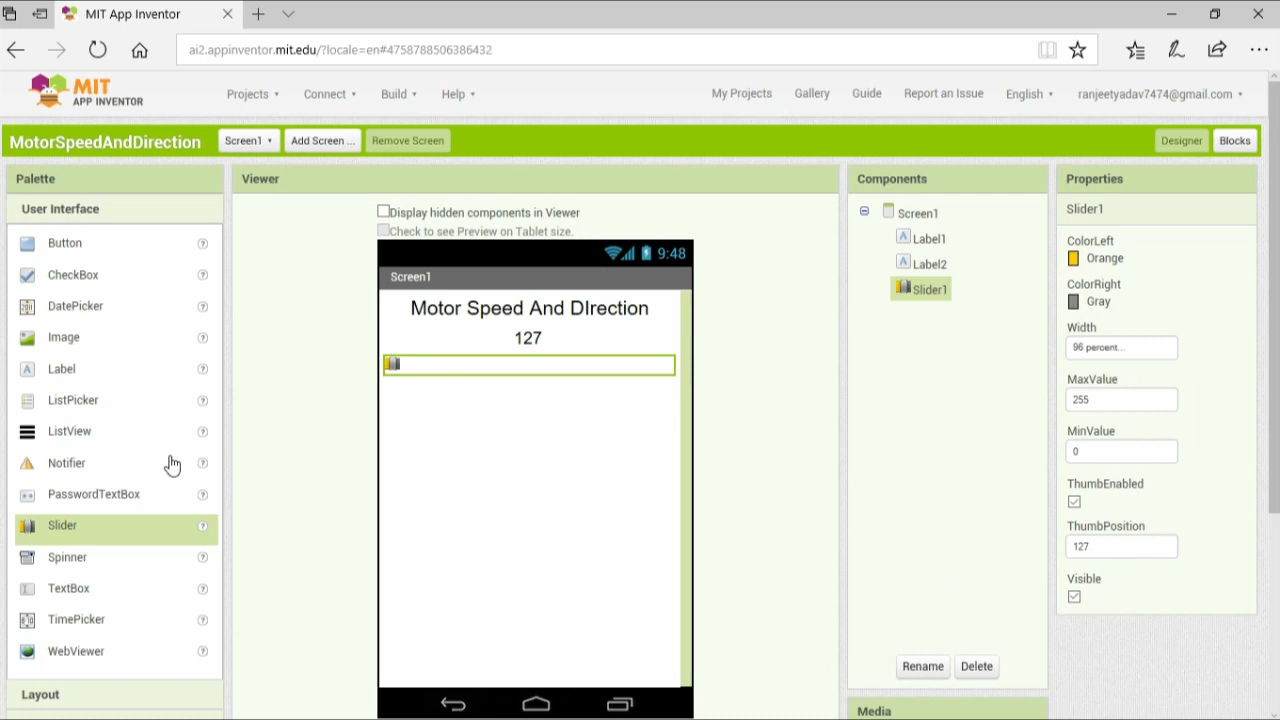 MIT App Inventor
ai2.appinventor.mit.edu/?locale=en#4758788506386432
MIT
APP INVENTOR
Projects
Connect
Build
Help
My Projects
Gallery
Guide
Report an Issue
English
ranjeetyadav7474@gmail.com
MotorSpeedAndDirection
Screen1
Add Screen ...
Remove Screen
Designer
Blocks
Palette
User Interface
Button ?
CheckBox ?
DatePicker ?
Image ?
Label ?
ListPicker ?
ListView ?
Notifier ?
PasswordTextBox ?
Slider ?
Spinner ?
TextBox ?
TimePicker ?
WebViewer ?
Layout
Viewer
Display hidden components in Viewer
Check to see Preview on Tablet size.
9:48
Screen1
Motor Speed And DIrection
127
Components
Screen1
A Label1
A Label2
Slider1
Rename
Delete
Media
Properties
Slider1
ColorLeft
Orange
ColorRight
Gray
Width
96 percent...
MaxValue
255
MinValue
0
ThumbEnabled
ThumbPosition
127
Visible